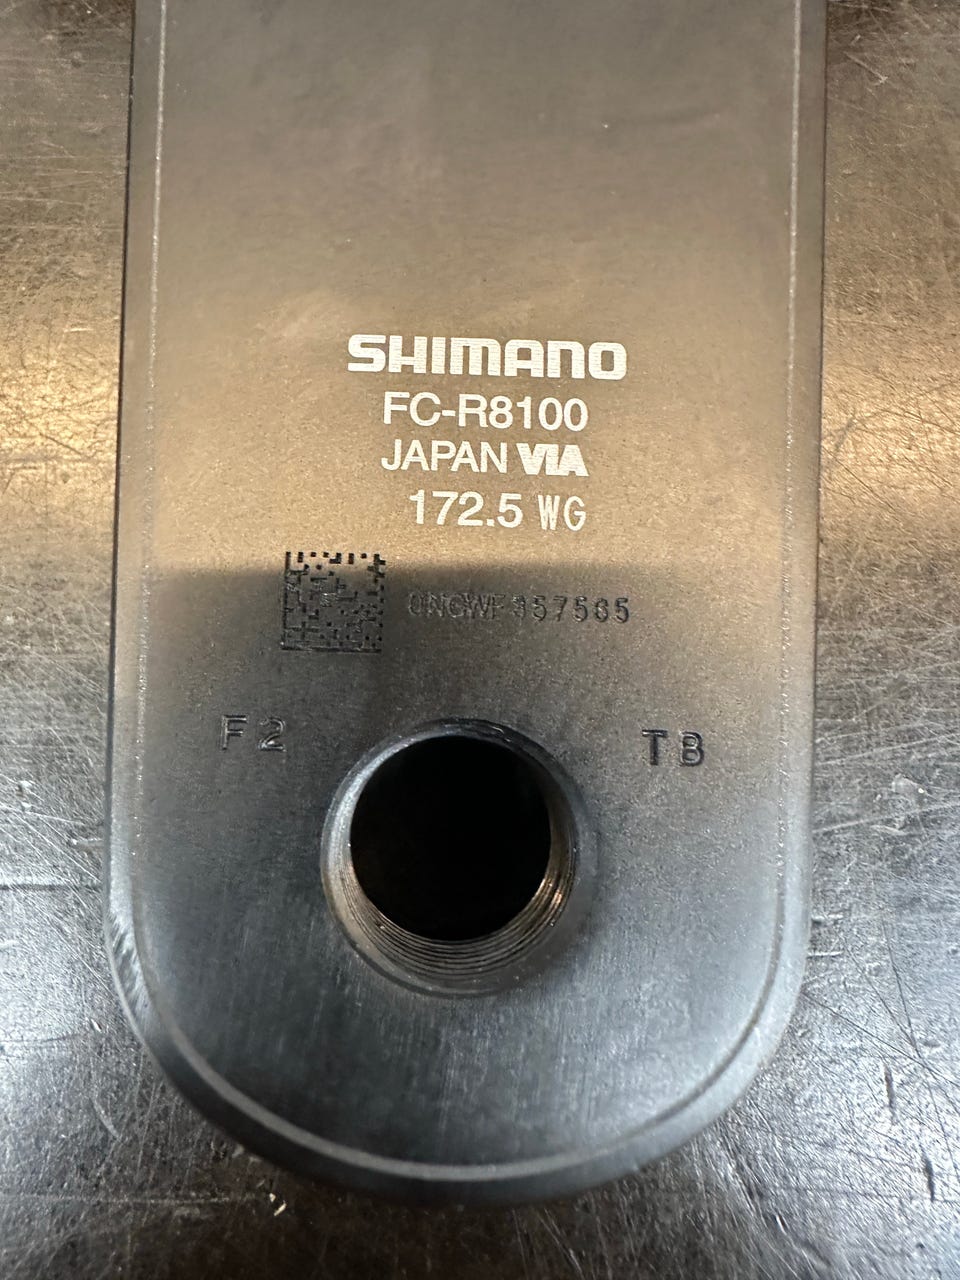 SHIMANO
FC-R8100
JAPAN VIA
172.5 WG
F2
TB